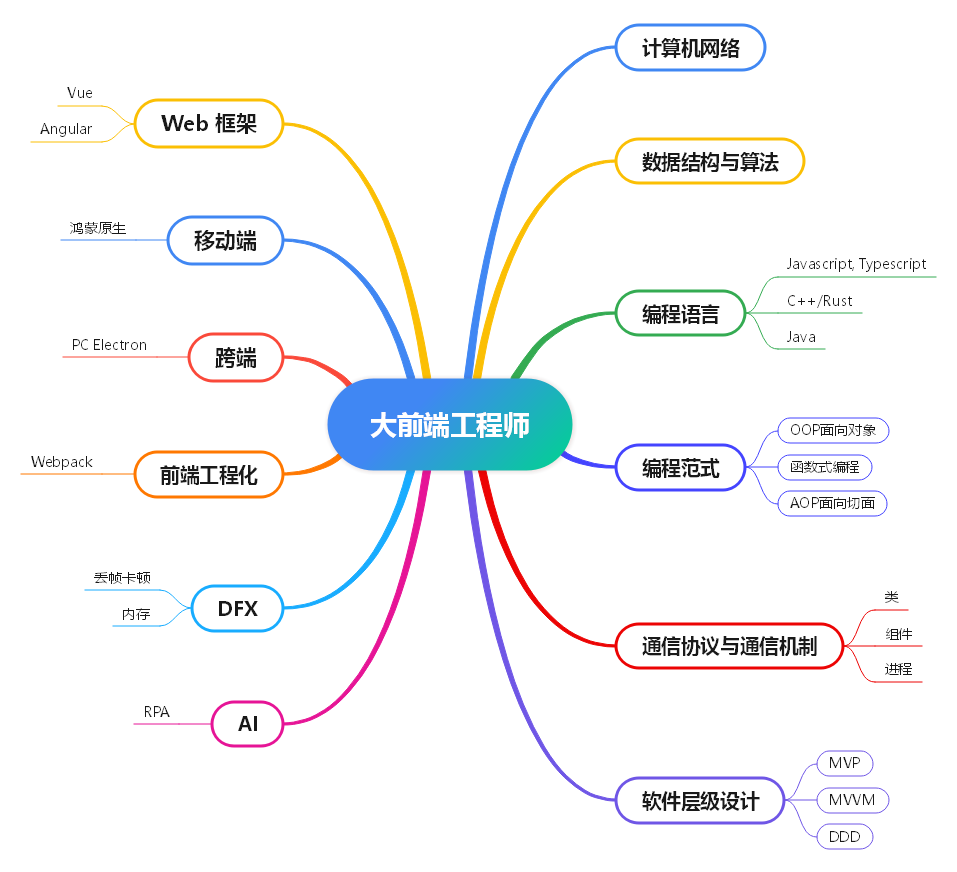 大前端工程师
计算机网络
数据结构与算法
编程语言
Javascript, Typescript
C++/Rust
Java
编程范式
OOP面向对象
函数式编程
AOP面向切面
通信协议与通信机制
类
组件
进程
软件层级设计
MVP
MVVM
DDD
Web 框架
Vue
Angular
移动端
鸿蒙原生
跨端
PC Electron
前端工程化
Webpack
DFX
丢帧卡顿
内存
AI
RPA